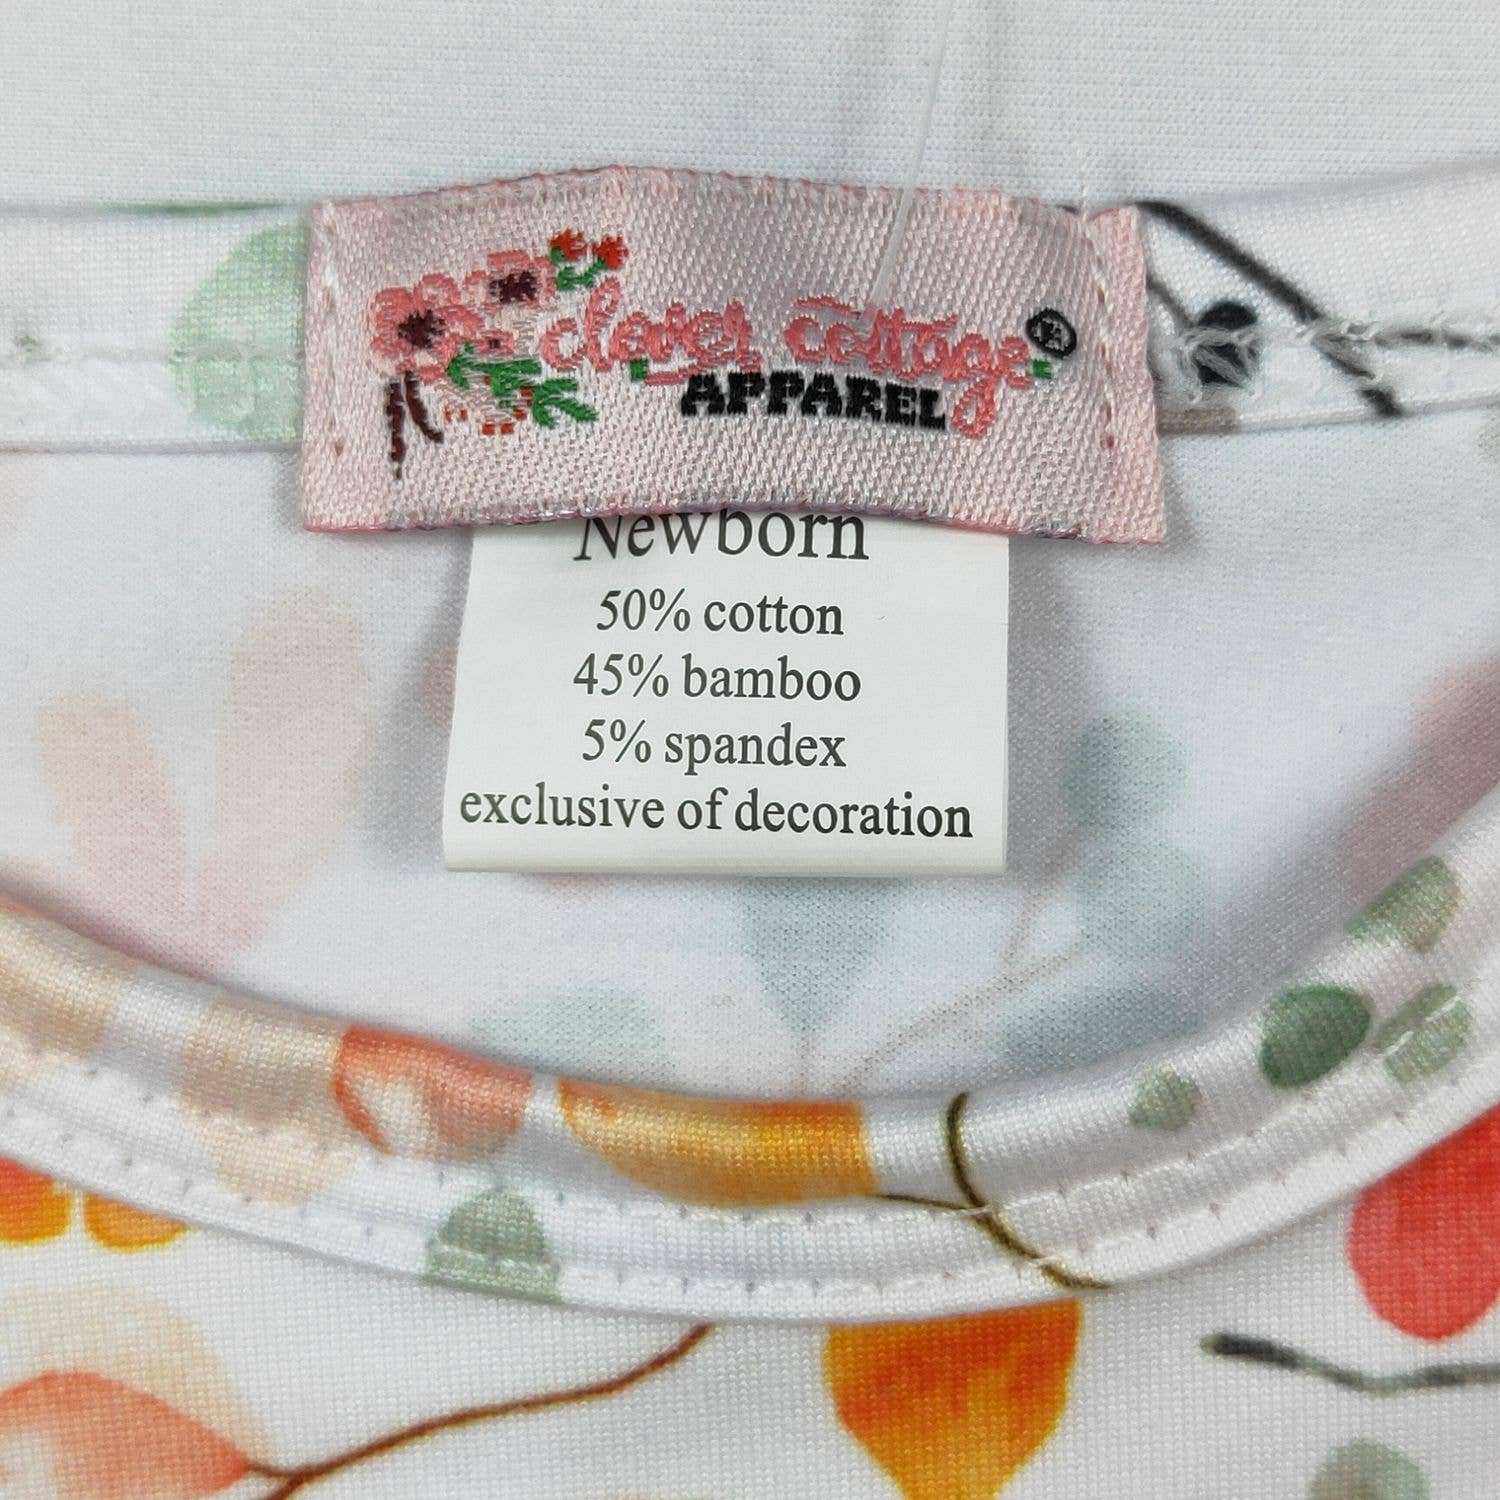 clover cottage
APPAREL
Newborn
50% cotton
45% bamboo
5% spandex
exclusive of decoration